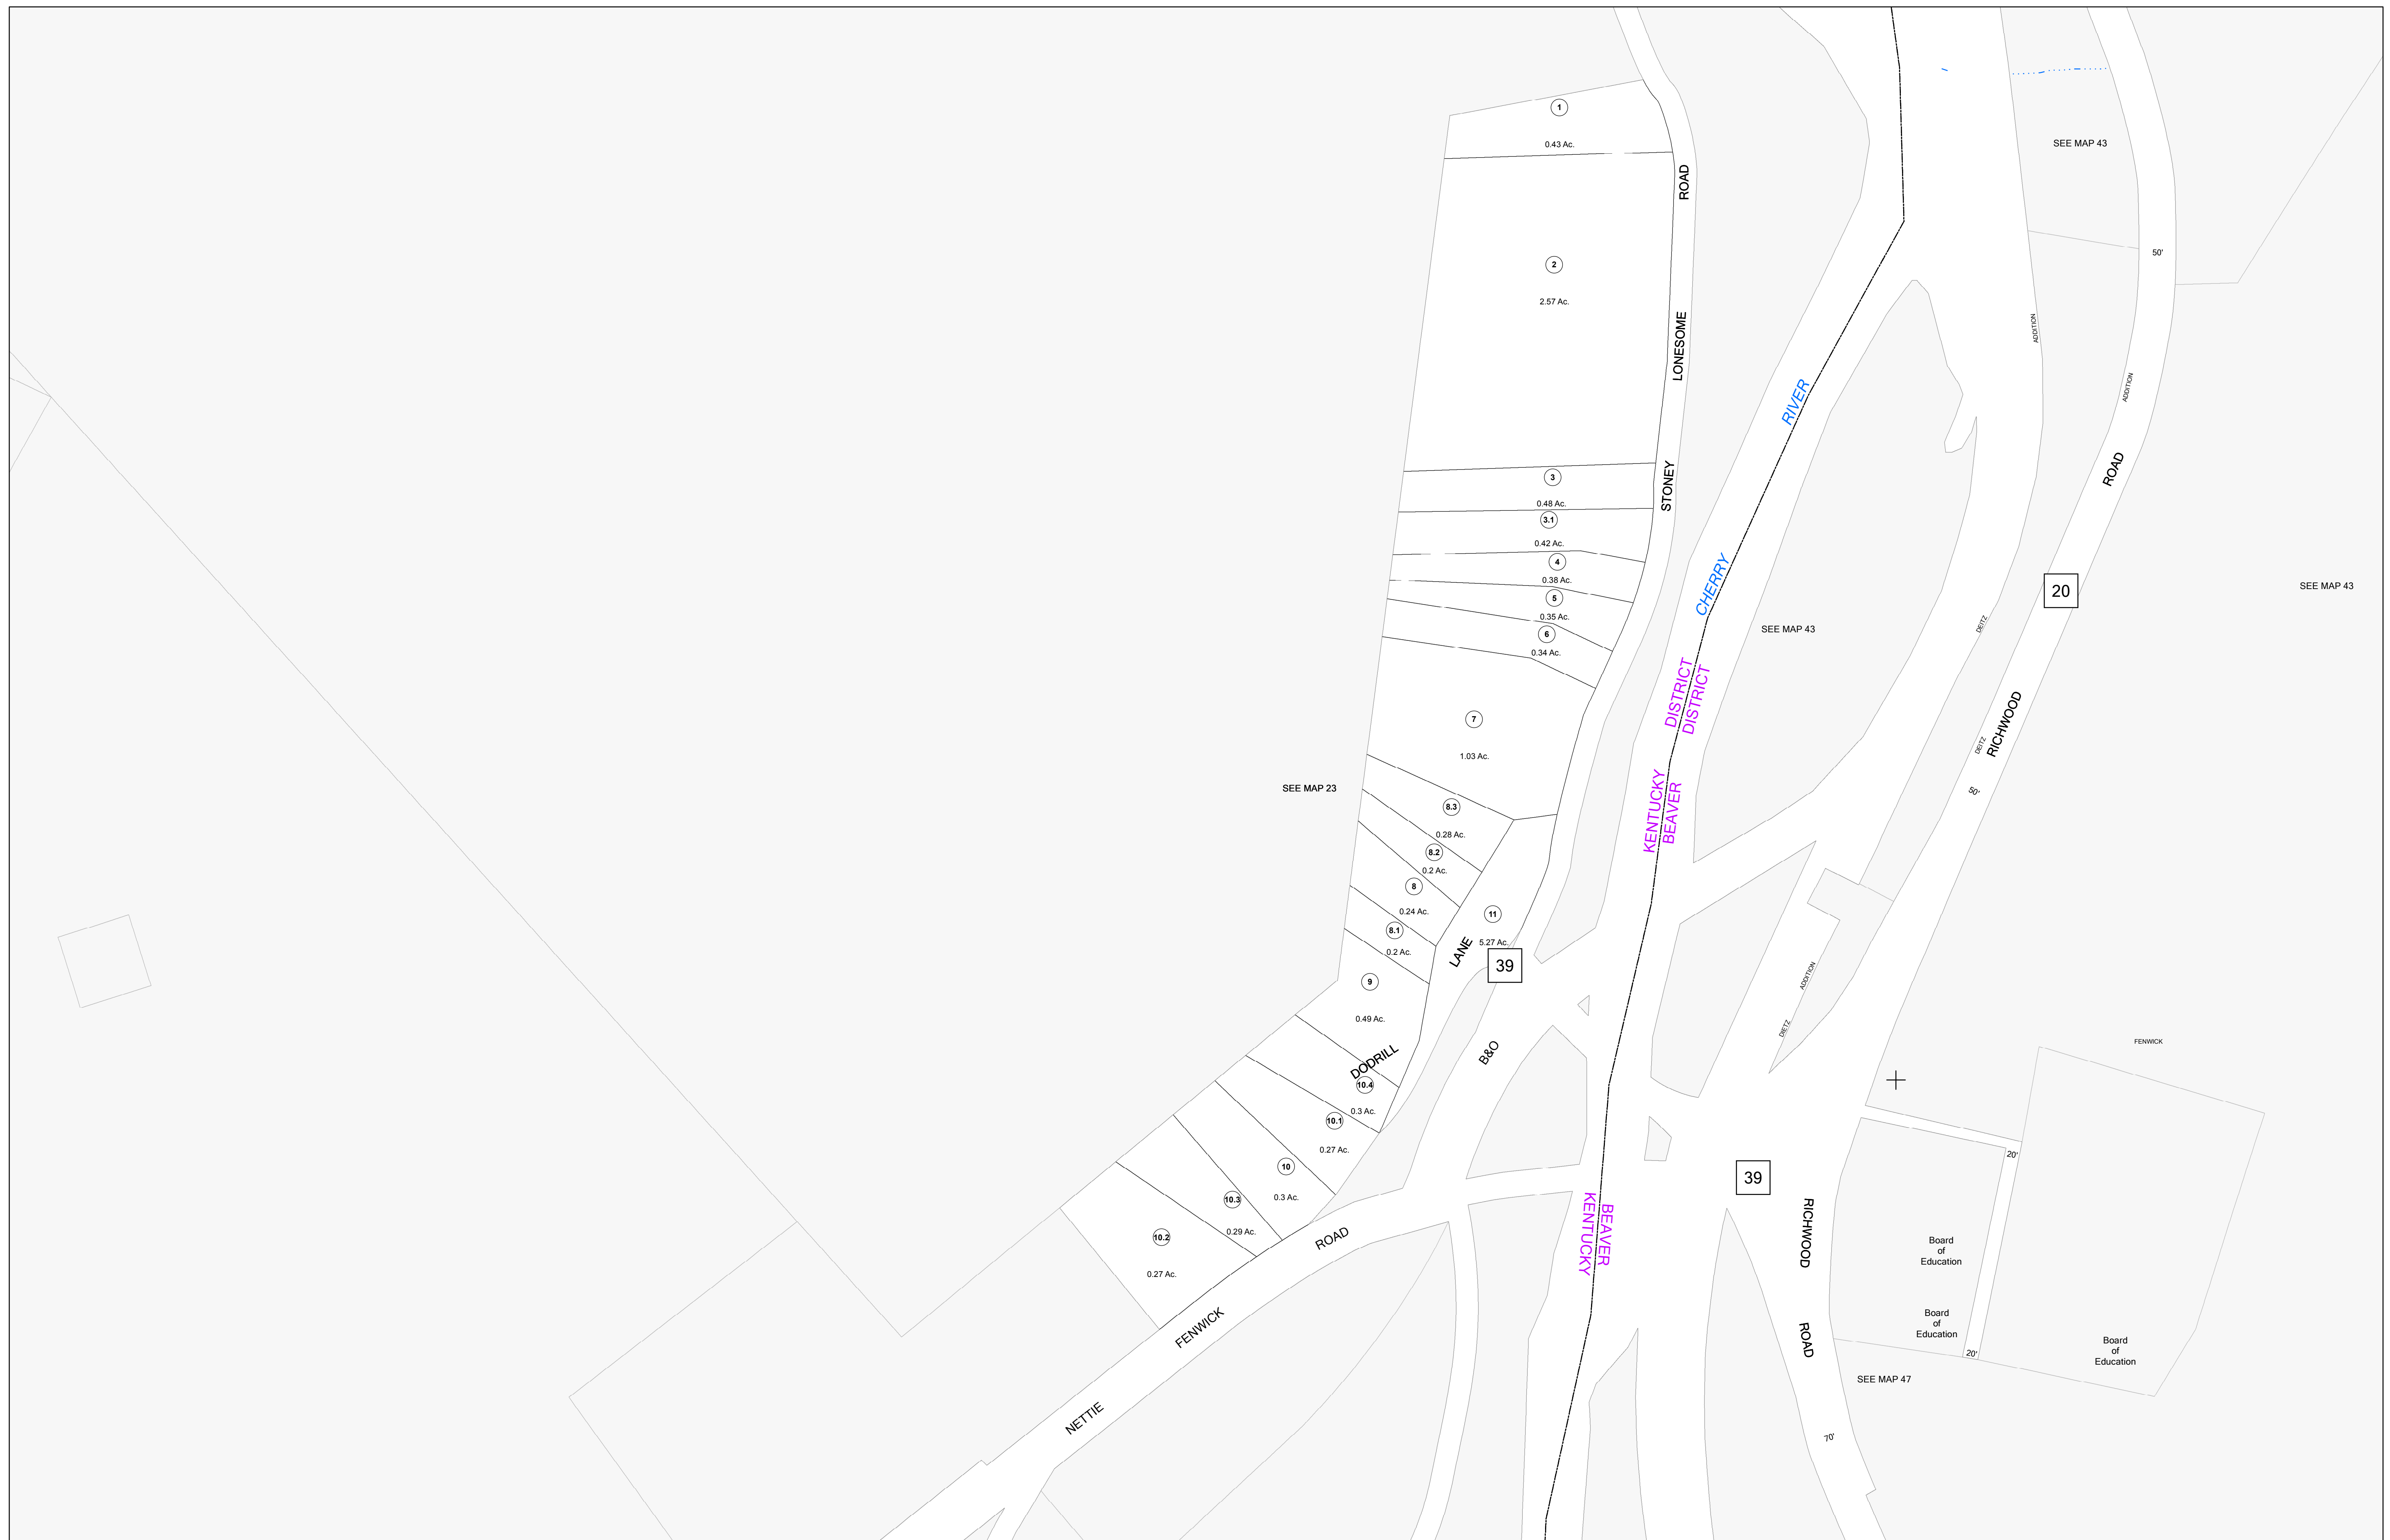 1
0.43 Ac.
SEE MAP 43
STONEY LONESOME ROAD
2
50'
2.57 Ac.
ADDITION
ADDITION
CHERRY RIVER
RICHWOOD ROAD
3
0.48 Ac.
3.1
0.42 Ac.
4
0.38 Ac.
20
SEE MAP 43
5
0.35 Ac.
SEE MAP 43
DEITZ
6
0.34 Ac.
KENTUCKY DISTRICT
BEAVER DISTRICT
7
DEITZ
1.03 Ac.
SEE MAP 23
50'
8.3
0.28 Ac.
8.2
0.2 Ac.
8
0.24 Ac.
11
8.1
5.27 Ac.
0.2 Ac.
39
DODRILL LANE
9
ADDITION
0.49 Ac.
DIETZ
B&O
FENWICK
10.4
0.3 Ac.
10.1
0.27 Ac.
20'
10
39
0.3 Ac.
10.3
0.29 Ac.
10.2
0.27 Ac.
BEAVER
KENTUCKY
RICHWOOD ROAD
NETTIE FENWICK ROAD
Board
of
Education
Board
of
Education
Board
of
Education
20'
SEE MAP 47
70'